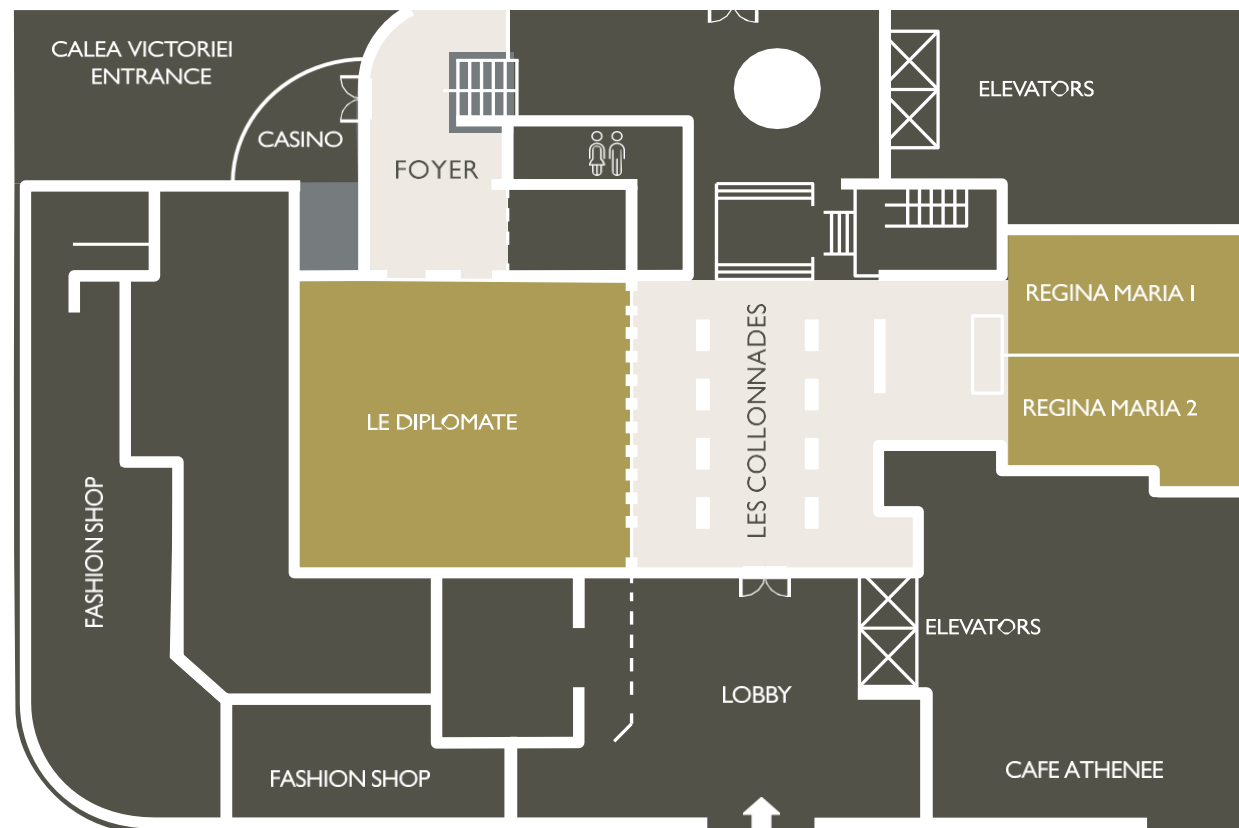 CALEA VICTORIEI
ENTRANCE
CASINO
FOYER
ELEVATORS
REGINA MARIA 1
REGINA MARIA 2
LE DIPLOMATE
LES COLLONNADES
FASHION SHOP
ELEVATORS
LOBBY
FASHION SHOP
CAFE ATHENEE